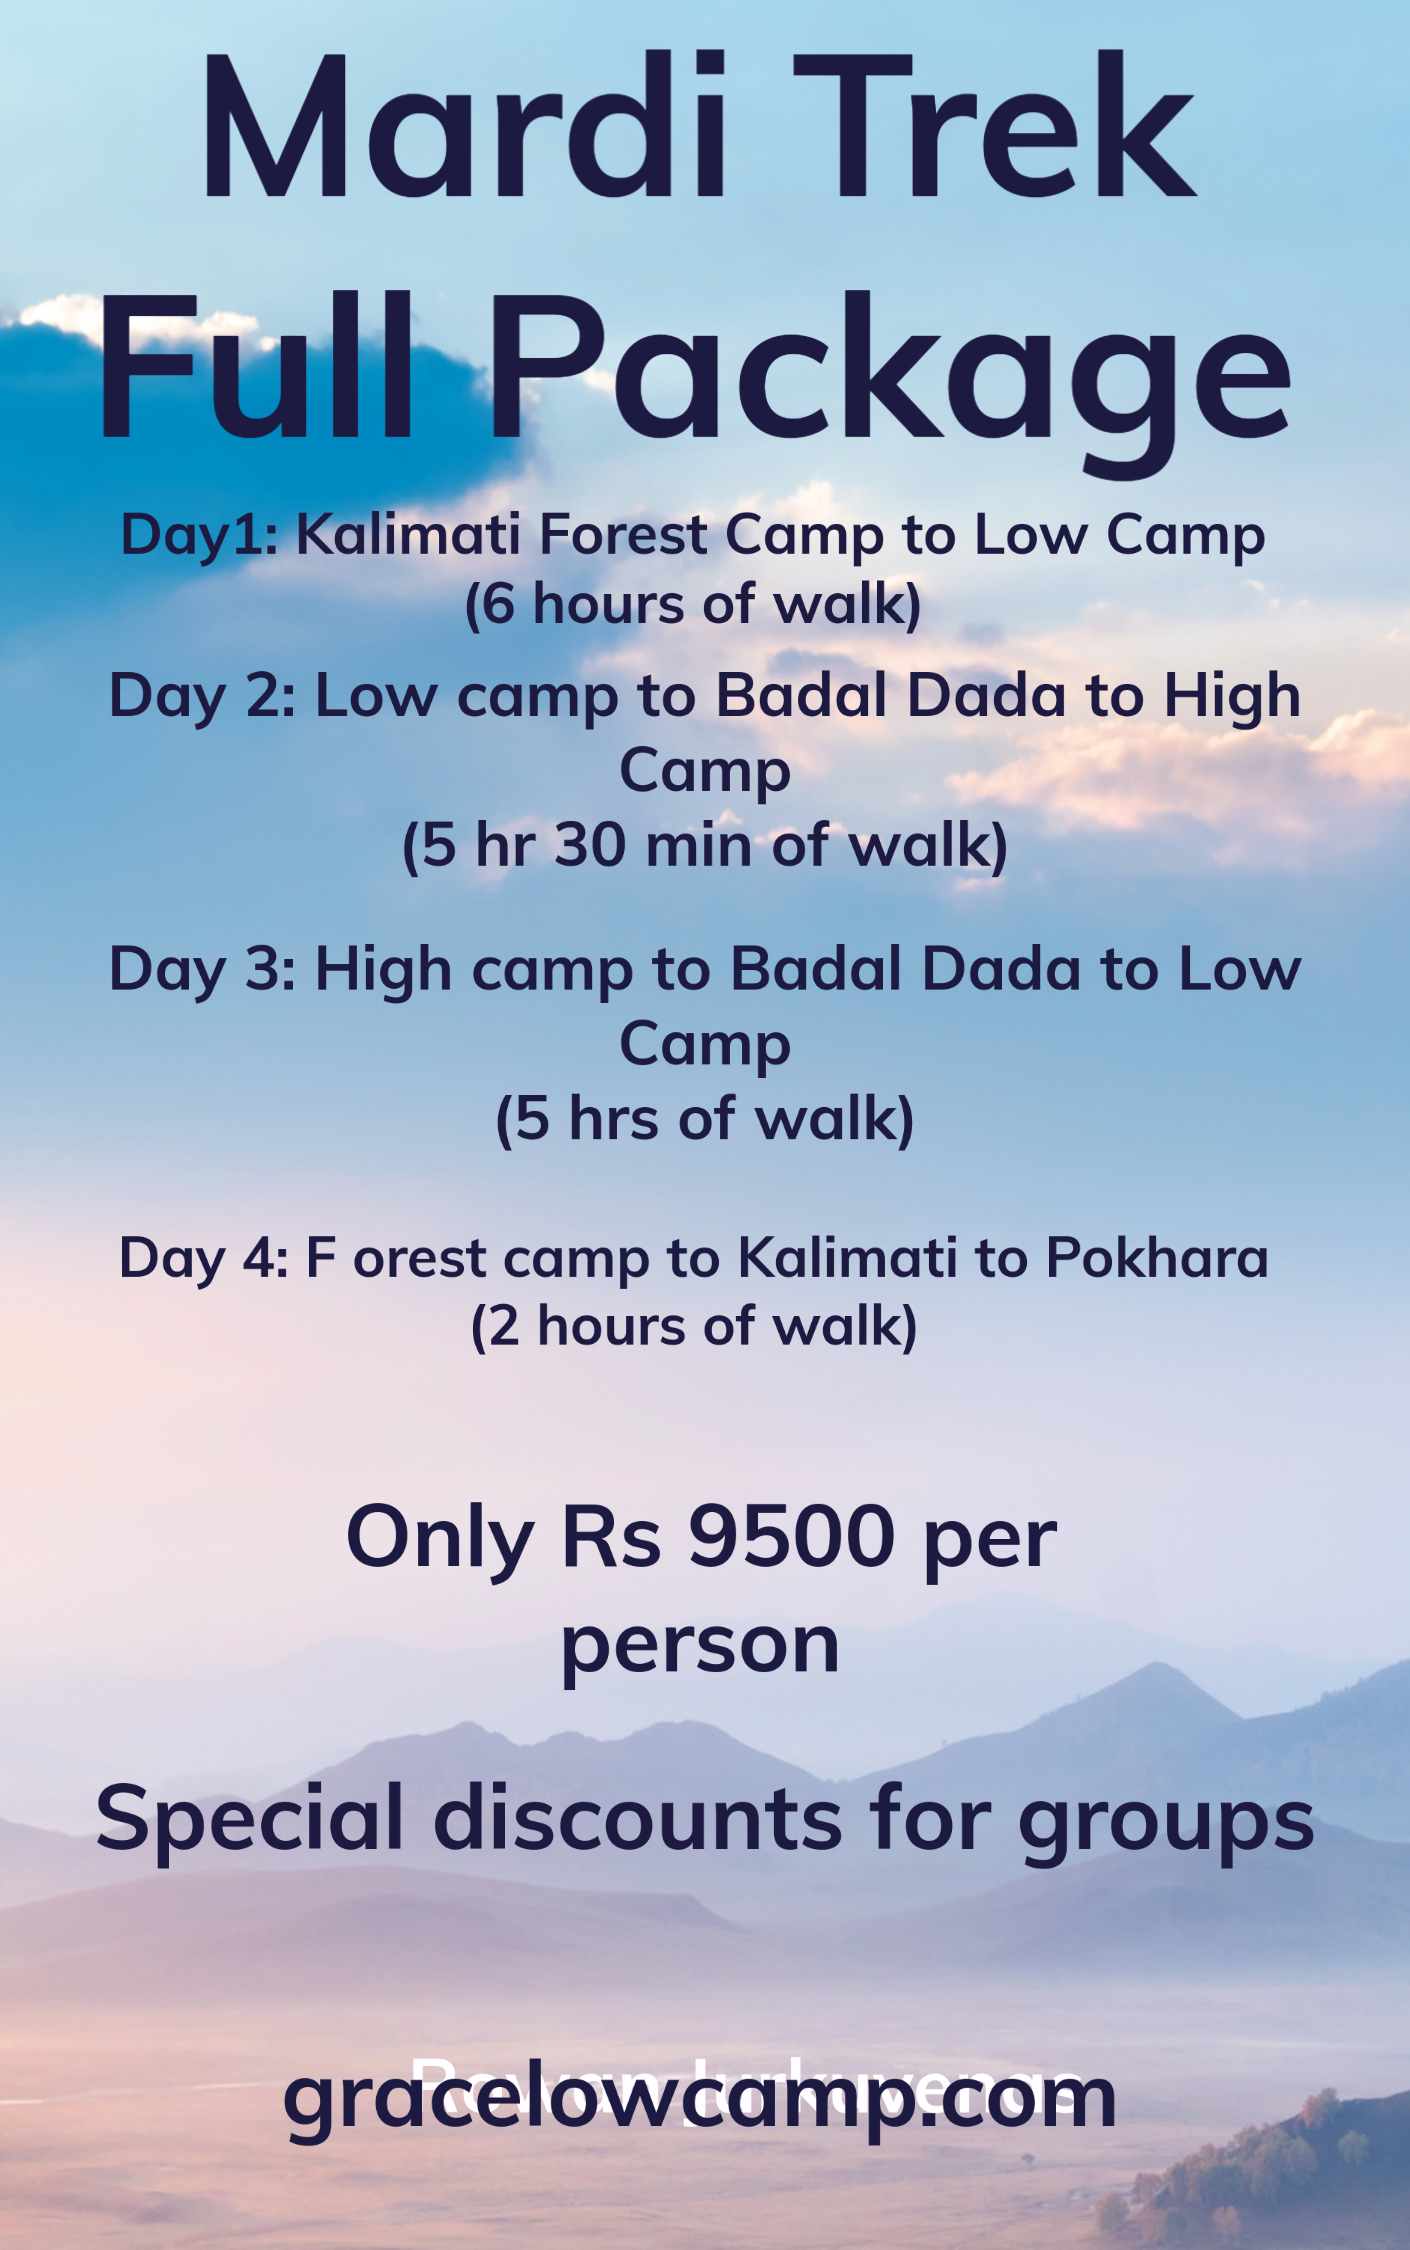 Mardi Trek
Full Package
Day1: Kalimati Forest Camp to Low Camp
(6 hours of walk)
Day 2: Low camp to Badal Dada to High
Camp
(5 hr 30 min of walk)
Day 3: High camp to Badal Dada to Low
Camp
(5 hrs of walk)
Day 4: F orest camp to Kalimati to Pokhara
(2 hours of walk)
Only Rs 9500 per
person
Special discounts for groups
gracelowcamp.com